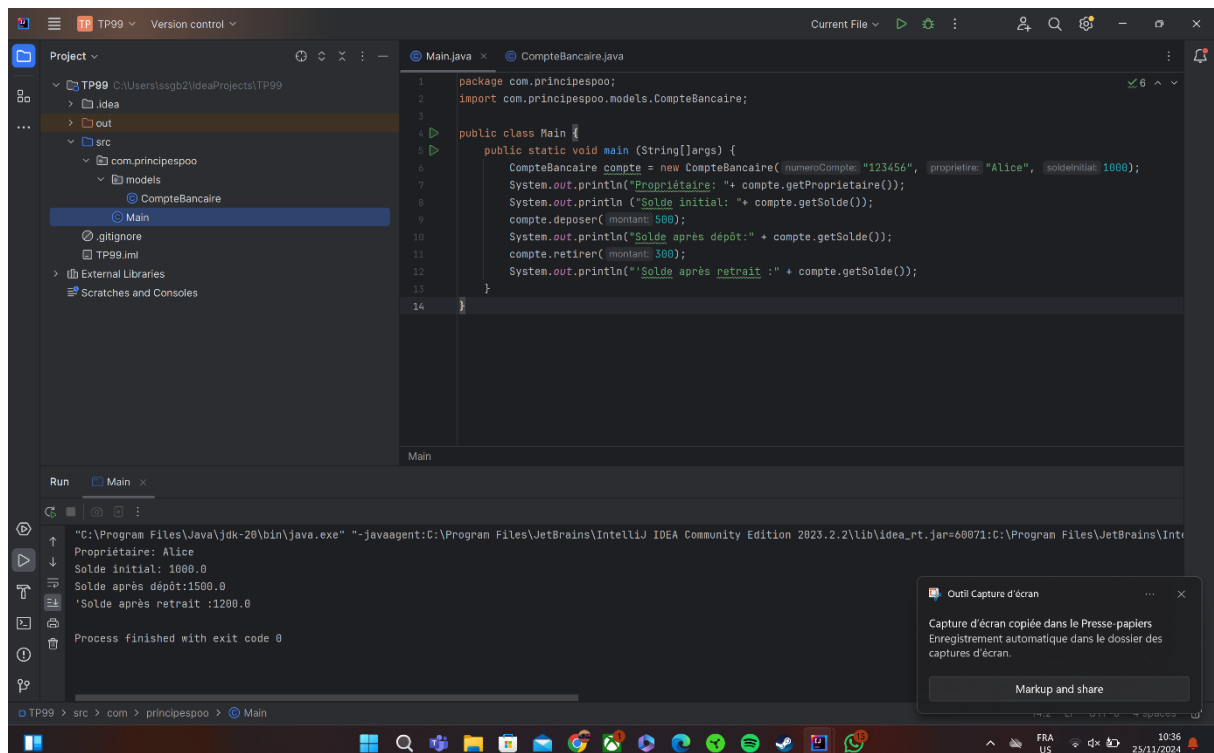 TP TP99 Version control Current File
Project
Main.java
CompteBancaire.java
TP99 C:\Users\ssgb2\IdeaProjects\TP99
.idea
out
src
com.principespoo
models
CompteBancaire
Main
.gitignore
TP99.iml
External Libraries
Scratches and Consoles
6
1 package com.principespoo;
2 import com.principespoo.models.CompteBancaire;
3
4 public class Main {
5 public static void main (String[]args) {
6 CompteBancaire compte = new CompteBancaire( numeroCompte: "123456", proprietire: "Alice", soldeInitial: 1000);
7 System.out.println("Propriétaire: "+ compte.getProprietaire());
8 System.out.println ("Solde initial: "+ compte.getSolde());
9 compte.deposer( montant: 500);
10 System.out.println("Solde après dépôt:" + compte.getSolde());
11 compte.retirer( montant: 300);
12 System.out.println("'Solde après retrait :" + compte.getSolde());
13 }
14 }
Main
Run Main
"C:\Program Files\Java\jdk-20\bin\java.exe" "-javaagent:C:\Program Files\JetBrains\IntelliJ IDEA Community Edition 2023.2.2\lib\idea_rt.jar=60071:C:\Program Files\JetBrains\Inte
Propriétaire: Alice
Solde initial: 1000.0
Solde après dépôt:1500.0
'Solde après retrait :1200.0
Process finished with exit code 0
Outil Capture d'écran
Capture d'écran copiée dans le Presse-papiers
Enregistrement automatique dans le dossier des
captures d'écran.
Markup and share
TP99 > src > com > principespoo > Main
FRA
US
10:36
25/11/2024